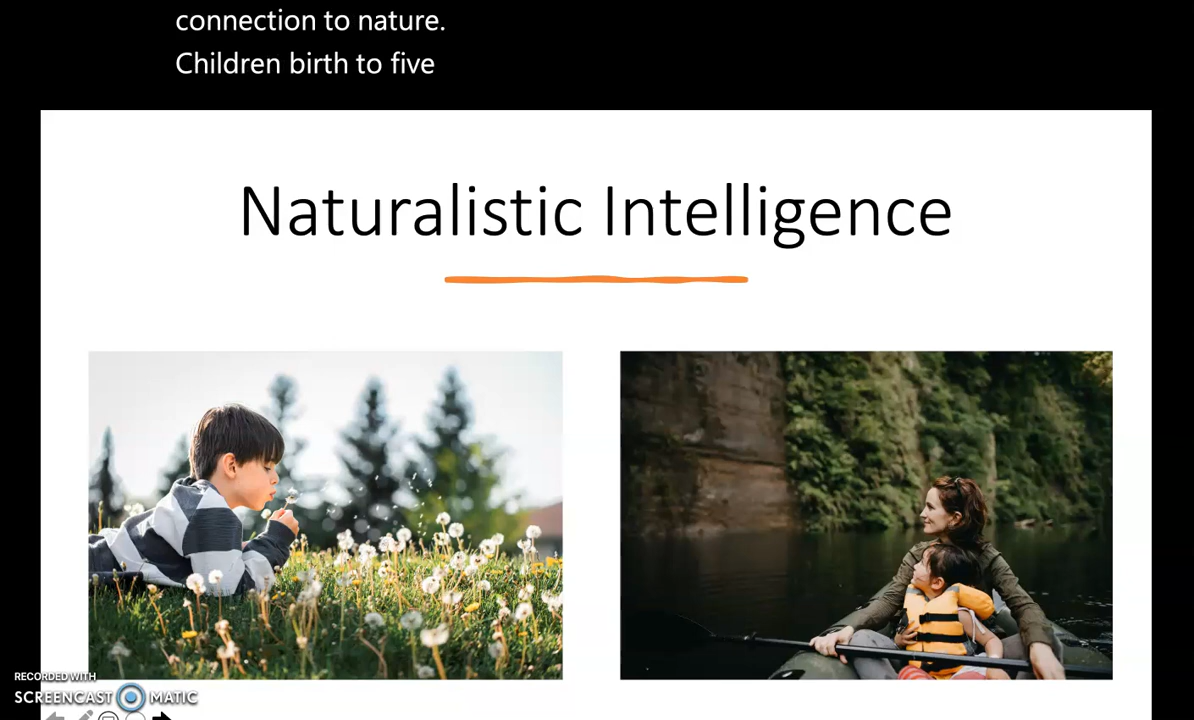 connection to nature.
Children birth to five
Naturalistic Intelligence
RECORDED WITH
SCREENCAST MATIC